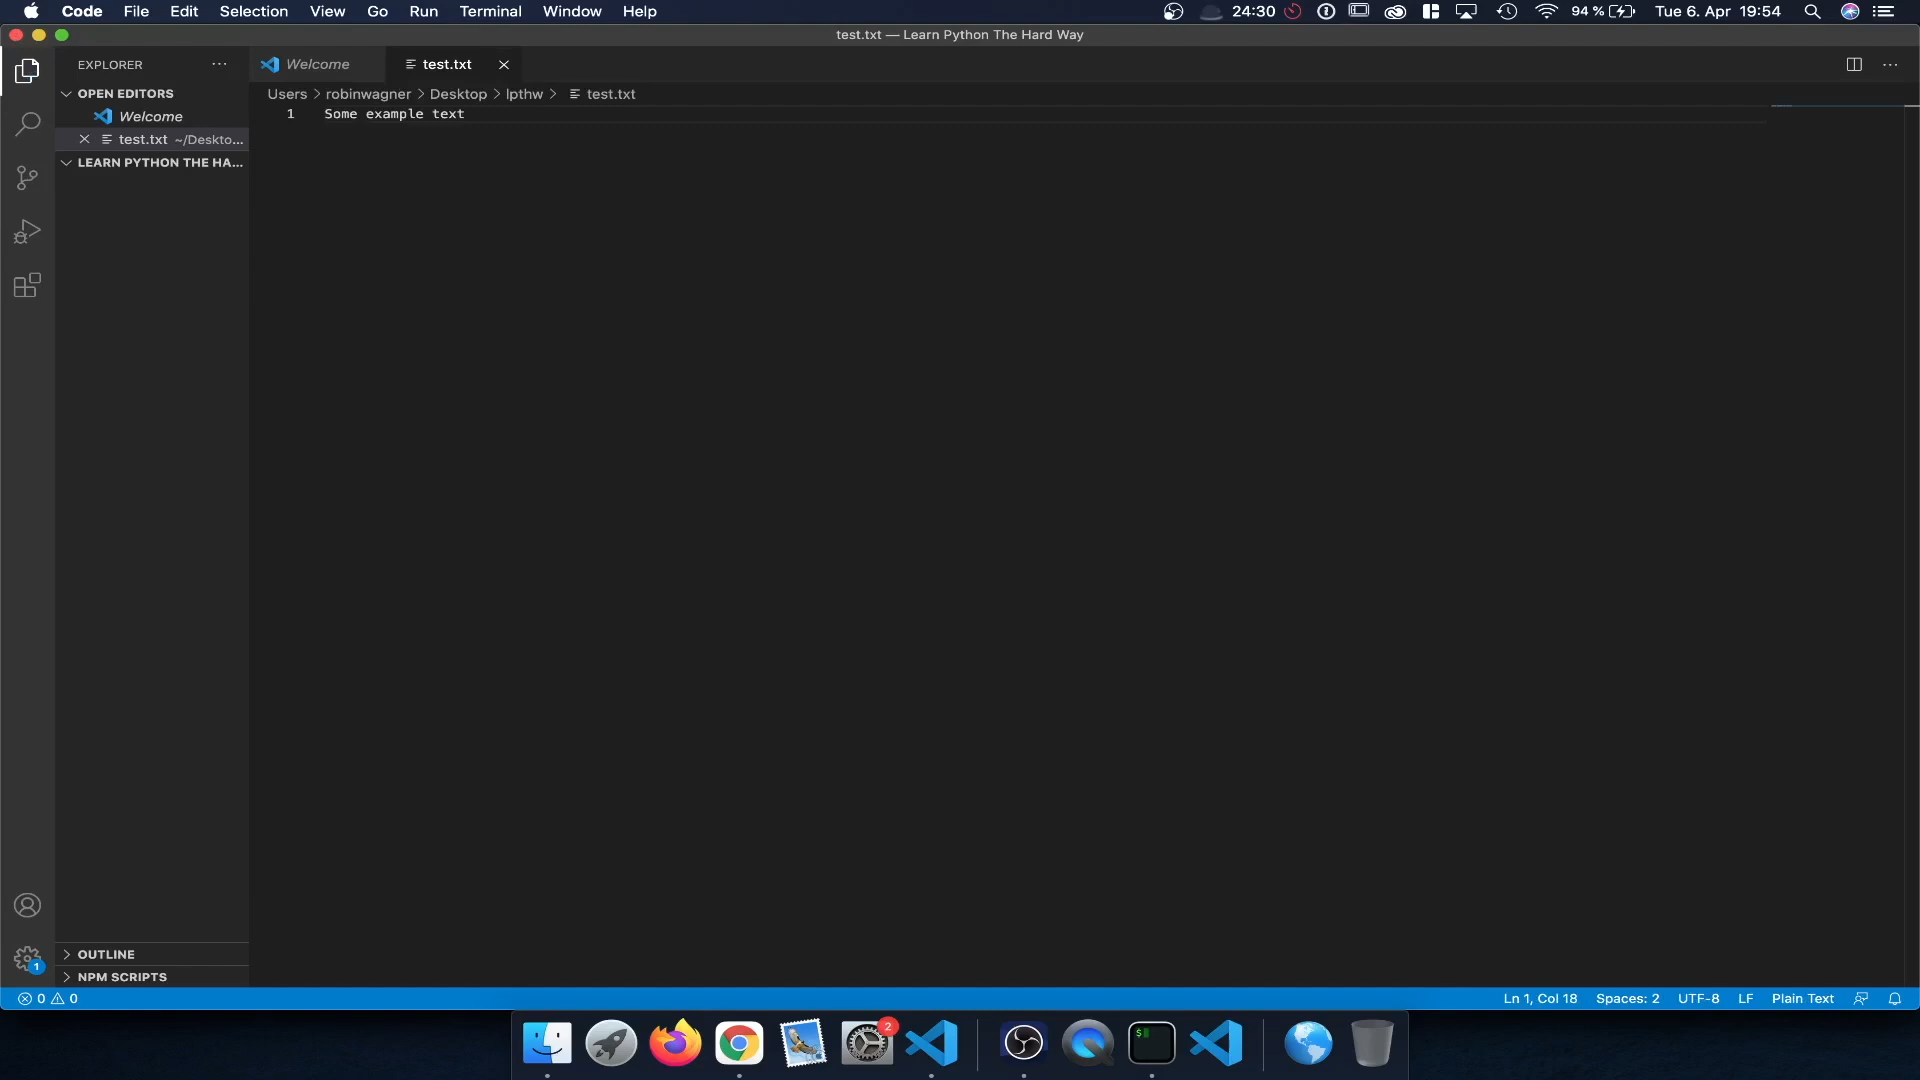 Code File Edit Selection View Go Run Terminal Window Help 24:30 94 % Tue 6. Apr 19:54
test.txt — Learn Python The Hard Way
EXPLORER
Welcome
test.txt
OPEN EDITORS
Users > robinwagner > Desktop > lpthw > test.txt
Welcome
1 Some example text
test.txt ~/Deskto...
LEARN PYTHON THE HA...
OUTLINE
1
NPM SCRIPTS
0 0
Ln 1, Col 18 Spaces: 2 UTF-8 LF Plain Text
2
$